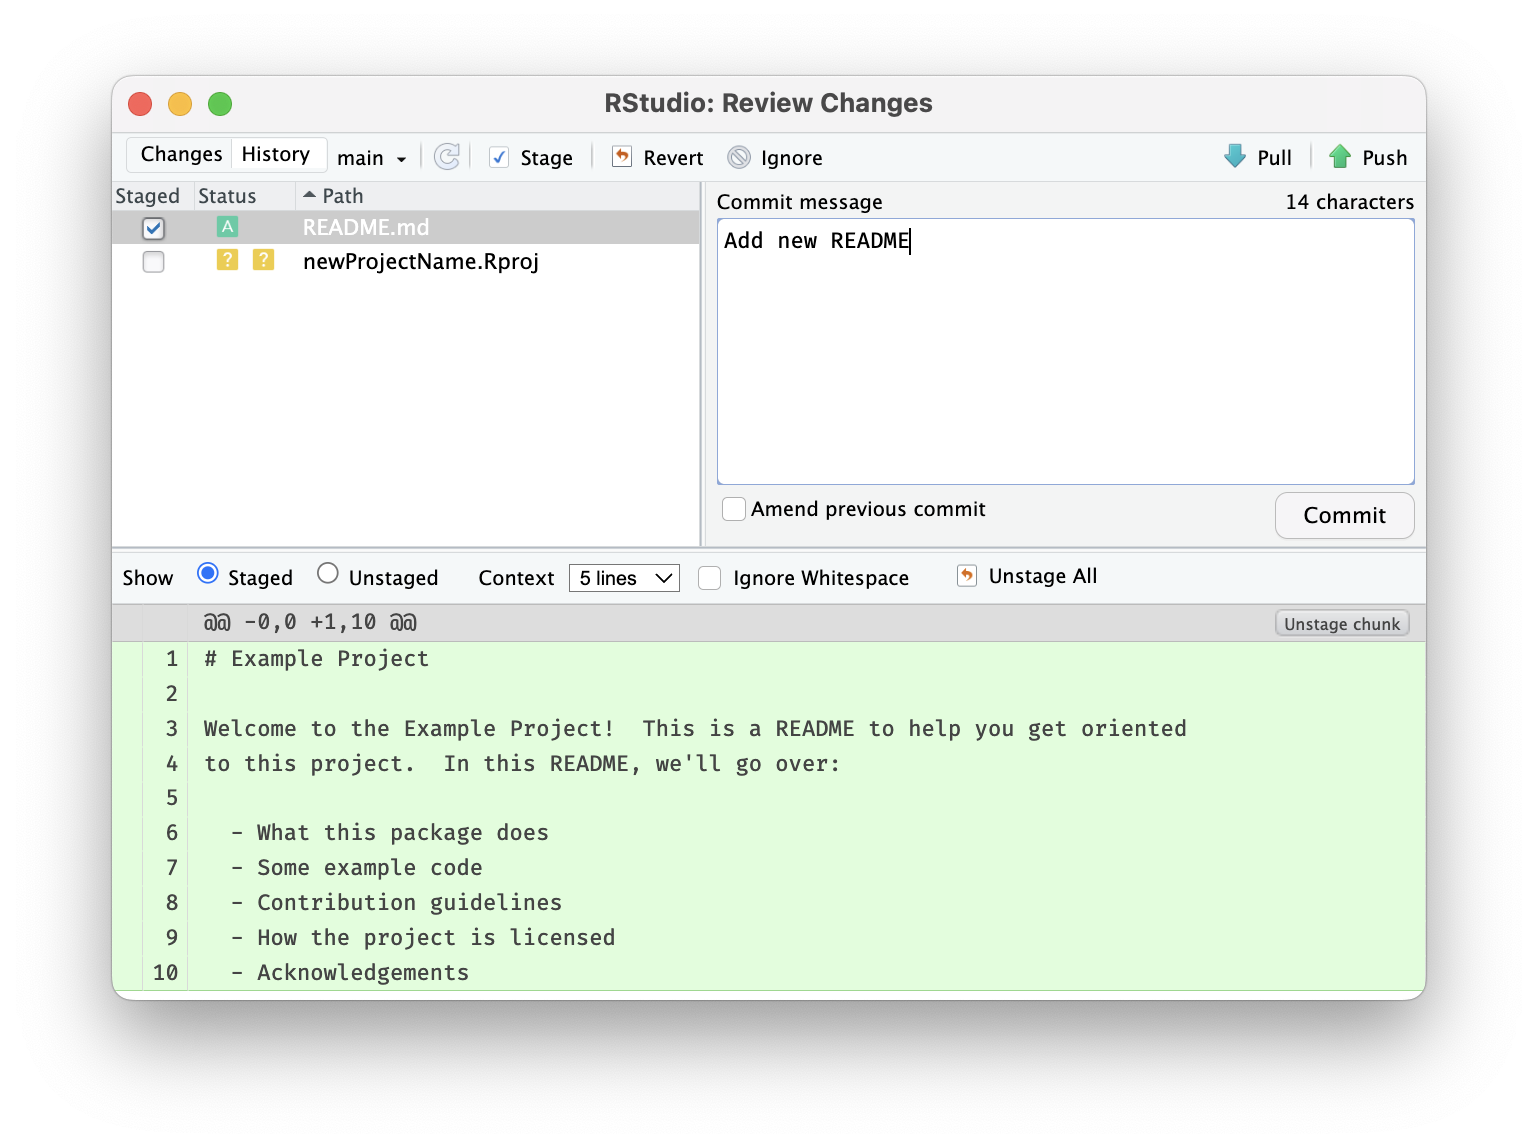 RStudio: Review Changes
Changes History main Stage Revert Ignore Pull Push
Staged Status Path
A README.md
? ? newProjectName.Rproj
Commit message 14 characters
Add new README
Amend previous commit Commit
Show Staged Unstaged Context 5 lines Ignore Whitespace Unstage All
@@ -0,0 +1,10 @@ Unstage chunk
1 # Example Project
2
3 Welcome to the Example Project!  This is a README to help you get oriented
4 to this project.  In this README, we'll go over:
5
6   - What this package does
7   - Some example code
8   - Contribution guidelines
9   - How the project is licensed
10   - Acknowledgements